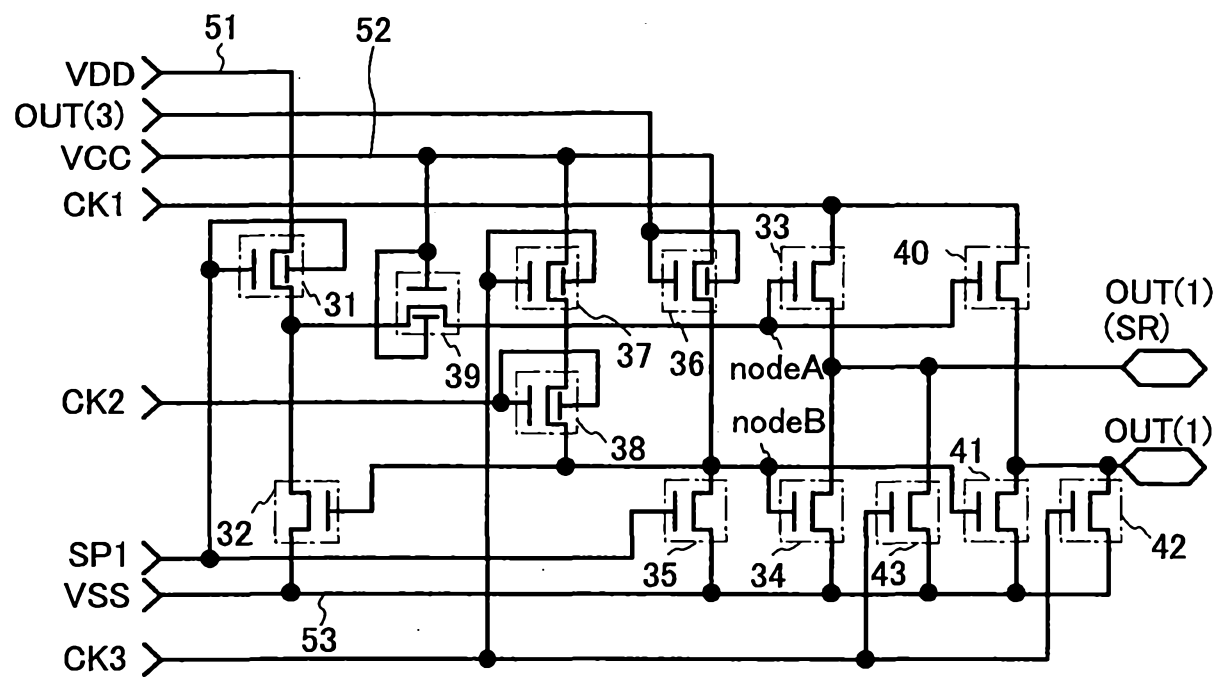 51
52
VDD
OUT(3)
VCC
CK1
33
40
31
39
37
36
OUT(1)
(SR)
nodeA
CK2
38
nodeB
OUT(1)
41
32
SP1
35
34
43
42
VSS
53
CK3